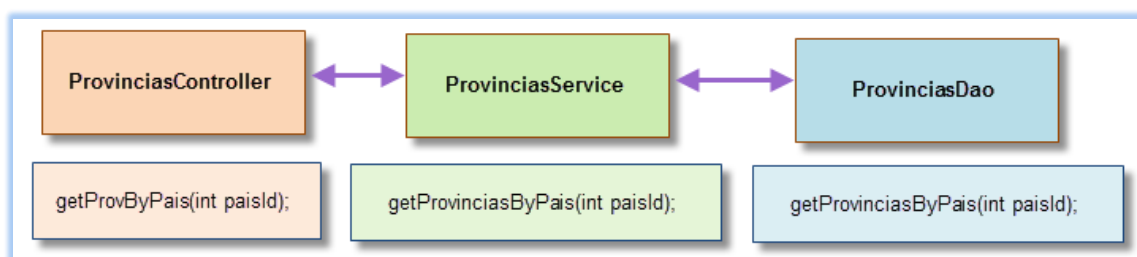 ProvinciasController
ProvinciasService
ProvinciasDao
getProvByPais(int paisId);
getProvinciasByPais(int paisId);
getProvinciasByPais(int paisId);